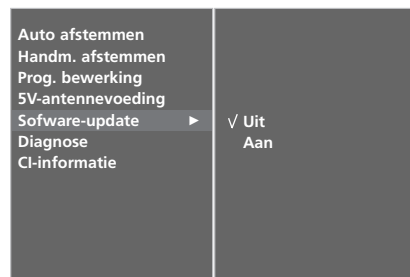 Auto afstemmen
Handm. afstemmen
Prog. bewerking
5V-antennevoeding
Sofware-update ►
Diagnose
CI-informatie
√ Uit
Aan